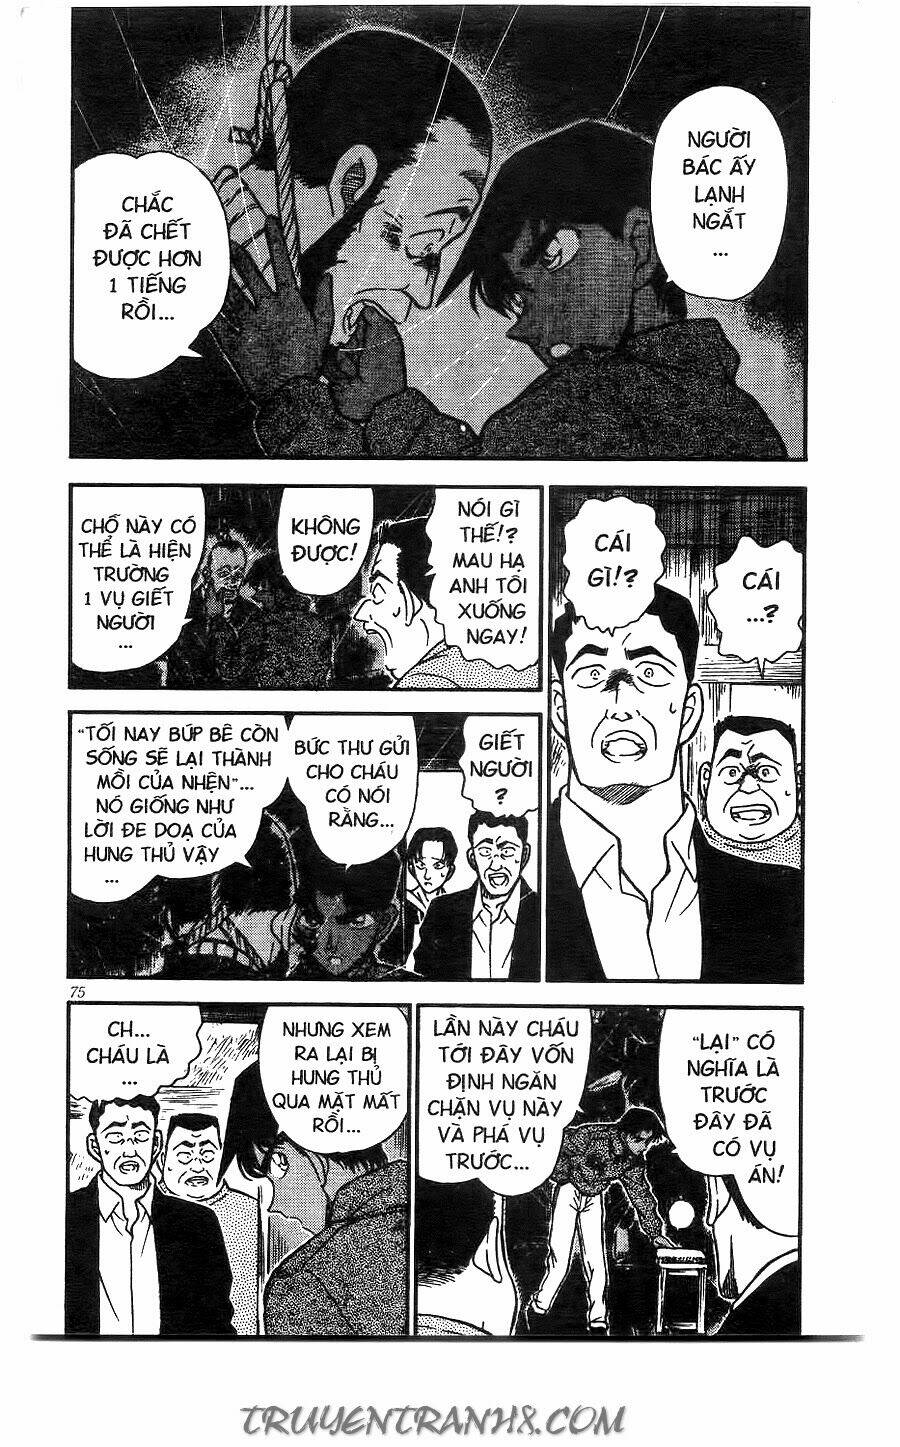 NGƯỜI
BÁC ẤY
LẠNH
NGẮT
...
CHẮC
ĐÃ CHẾT
ĐƯỢC HƠN
1 TIẾNG
RỒI...
CÁI
...?
CÁI
GÌ!?
NÓI GÌ
THẾ!?
MAU HẠ
ANH TÔI
XUỐNG
NGAY!
KHÔNG
ĐƯỢC!
CHỖ NÀY CÓ
THỂ LÀ HIỆN
TRƯỜNG
1 VỤ GIẾT
NGƯỜI
...
GIẾT
NGƯỜI
?
BỨC THƯ GỬI
CHO CHÁU
CÓ NÓI
RẰNG...
"TỐI NAY BÚP BÊ CÒN
SỐNG SẼ LẠI THÀNH
MỒI CỦA NHỆN"...
NÓ GIỐNG NHƯ
LỜI ĐE DOẠ CỦA
HUNG THỦ VẬY
...
75
"LẠI" CÓ
NGHĨA LÀ
TRƯỚC
ĐÂY ĐÃ
CÓ VỤ
ÁN!
LẦN NÀY CHÁU
TỚI ĐÂY VỐN
ĐỊNH NGĂN
CHẶN VỤ NÀY
VÀ PHÁ VỤ
TRƯỚC...
NHƯNG XEM
RA LẠI BỊ
HUNG THỦ
QUA MẶT MẤT
RỒI...
CH...
CHÁU LÀ
...
TRUYENTRANH8.COM